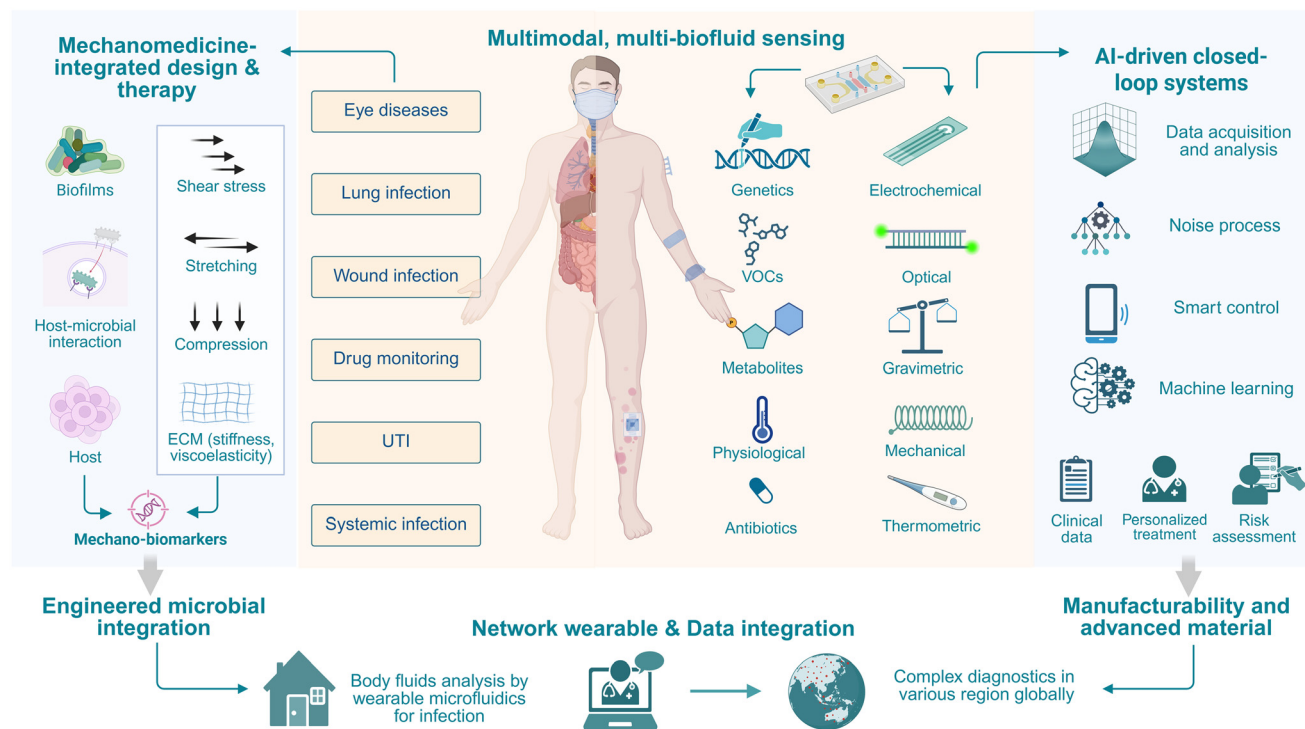 Mechanomedicine-
integrated design &
therapy
Biofilms
Host-microbial
interaction
Host
Shear stress
Stretching
Compression
ECM (stiffness,
viscoelasticity)
Mechano-biomarkers
Multimodal, multi-biofluid sensing
Eye diseases
Lung infection
Wound infection
Drug monitoring
UTI
Systemic infection
Genetics
VOCs
P
Metabolites
Physiological
Antibiotics
Electrochemical
Optical
Gravimetric
Mechanical
Thermometric
AI-driven closed-
loop systems
Data acquisition
and analysis
Noise process
Smart control
Machine learning
Clinical
data
Personalized
treatment
Risk
assessment
Engineered microbial
integration
Network wearable & Data integration
Manufacturability and
advanced material
Body fluids analysis by
wearable microfluidics
for infection
Complex diagnostics in
various region globally